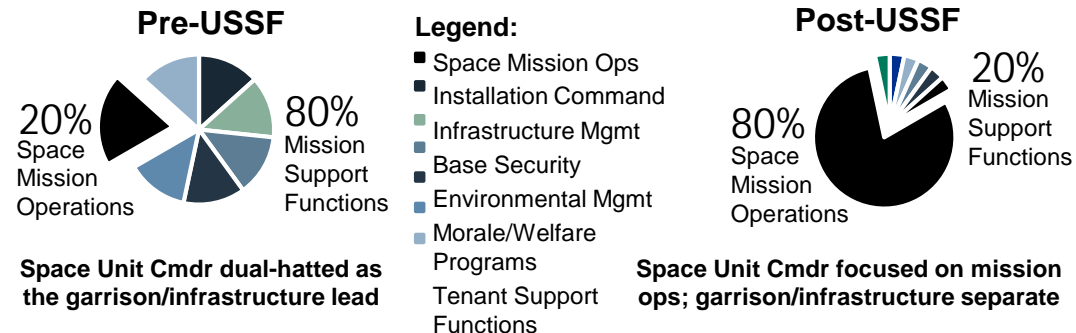 Pre-USSF
20%
Space
Mission
Operations
80%
Mission
Support
Functions
Space Unit Cmdr dual-hatted as
the garrison/infrastructure lead
Legend:
Space Mission Ops
Installation Command
Infrastructure Mgmt
Base Security
Environmental Mgmt
Morale/Welfare
Programs
Tenant Support
Functions
Post-USSF
80%
Space
Mission
Operations
20%
Mission
Support
Functions
Space Unit Cmdr focused on mission
ops; garrison/infrastructure separate